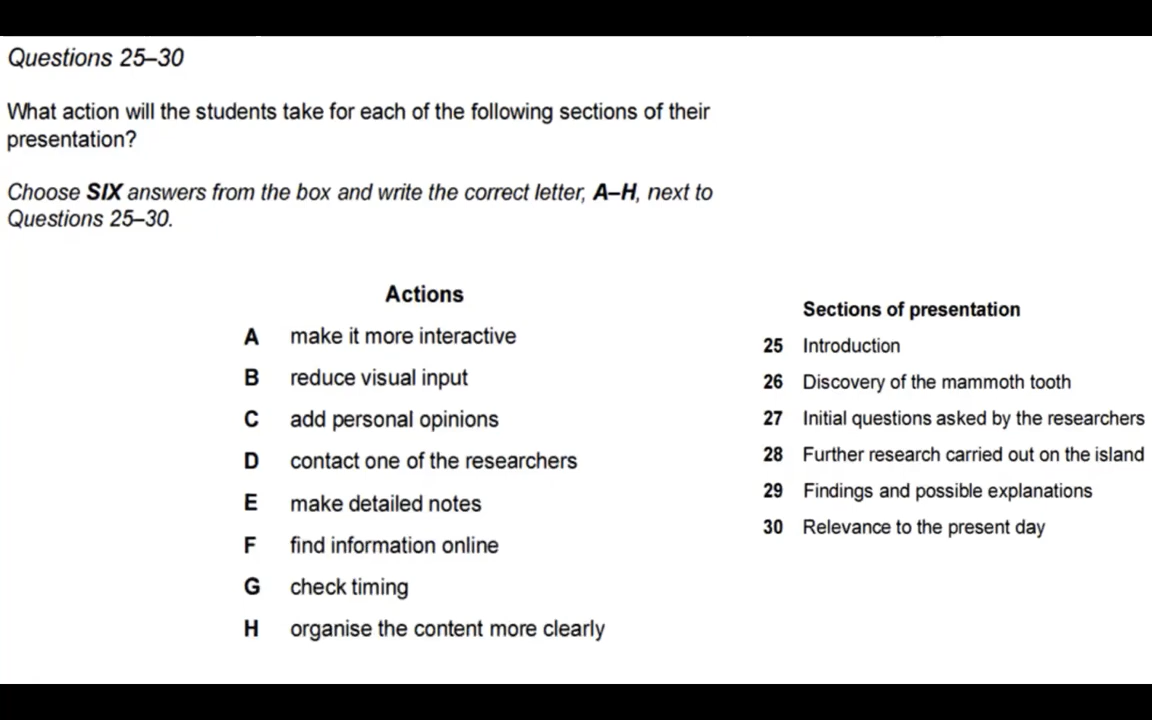 Questions 25–30
What action will the students take for each of the following sections of their
presentation?
Choose SIX answers from the box and write the correct letter, A–H, next to
Questions 25–30.
Actions
A make it more interactive
B reduce visual input
C add personal opinions
D contact one of the researchers
E make detailed notes
F find information online
G check timing
H organise the content more clearly
Sections of presentation
25 Introduction
26 Discovery of the mammoth tooth
27 Initial questions asked by the researchers
28 Further research carried out on the island
29 Findings and possible explanations
30 Relevance to the present day